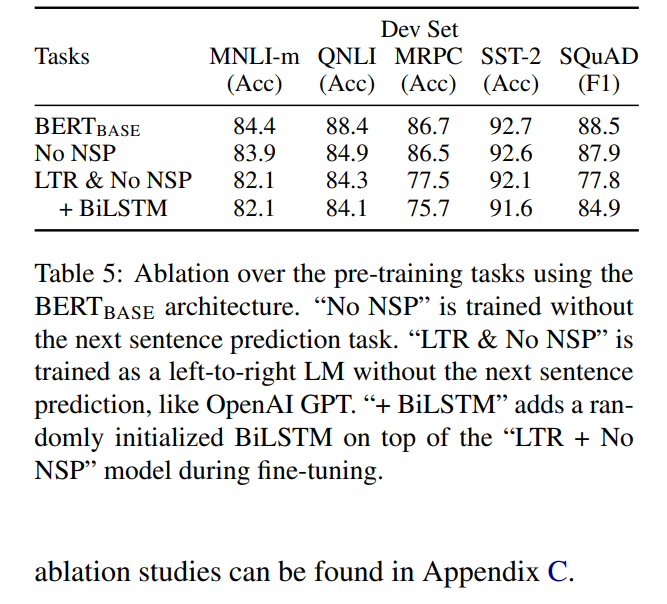 Dev Set
Tasks MNLI-m QNLI MRPC SST-2 SQuAD
(Acc) (Acc) (Acc) (Acc) (F1)
BERTBASE 84.4 88.4 86.7 92.7 88.5
No NSP 83.9 84.9 86.5 92.6 87.9
LTR & No NSP 82.1 84.3 77.5 92.1 77.8
+ BiLSTM 82.1 84.1 75.7 91.6 84.9
Table 5: Ablation over the pre-training tasks using the
BERTBASE architecture. “No NSP” is trained without
the next sentence prediction task. “LTR & No NSP” is
trained as a left-to-right LM without the next sentence
prediction, like OpenAI GPT. “+ BiLSTM” adds a ran-
domly initialized BiLSTM on top of the “LTR + No
NSP” model during fine-tuning.
ablation studies can be found in Appendix C.